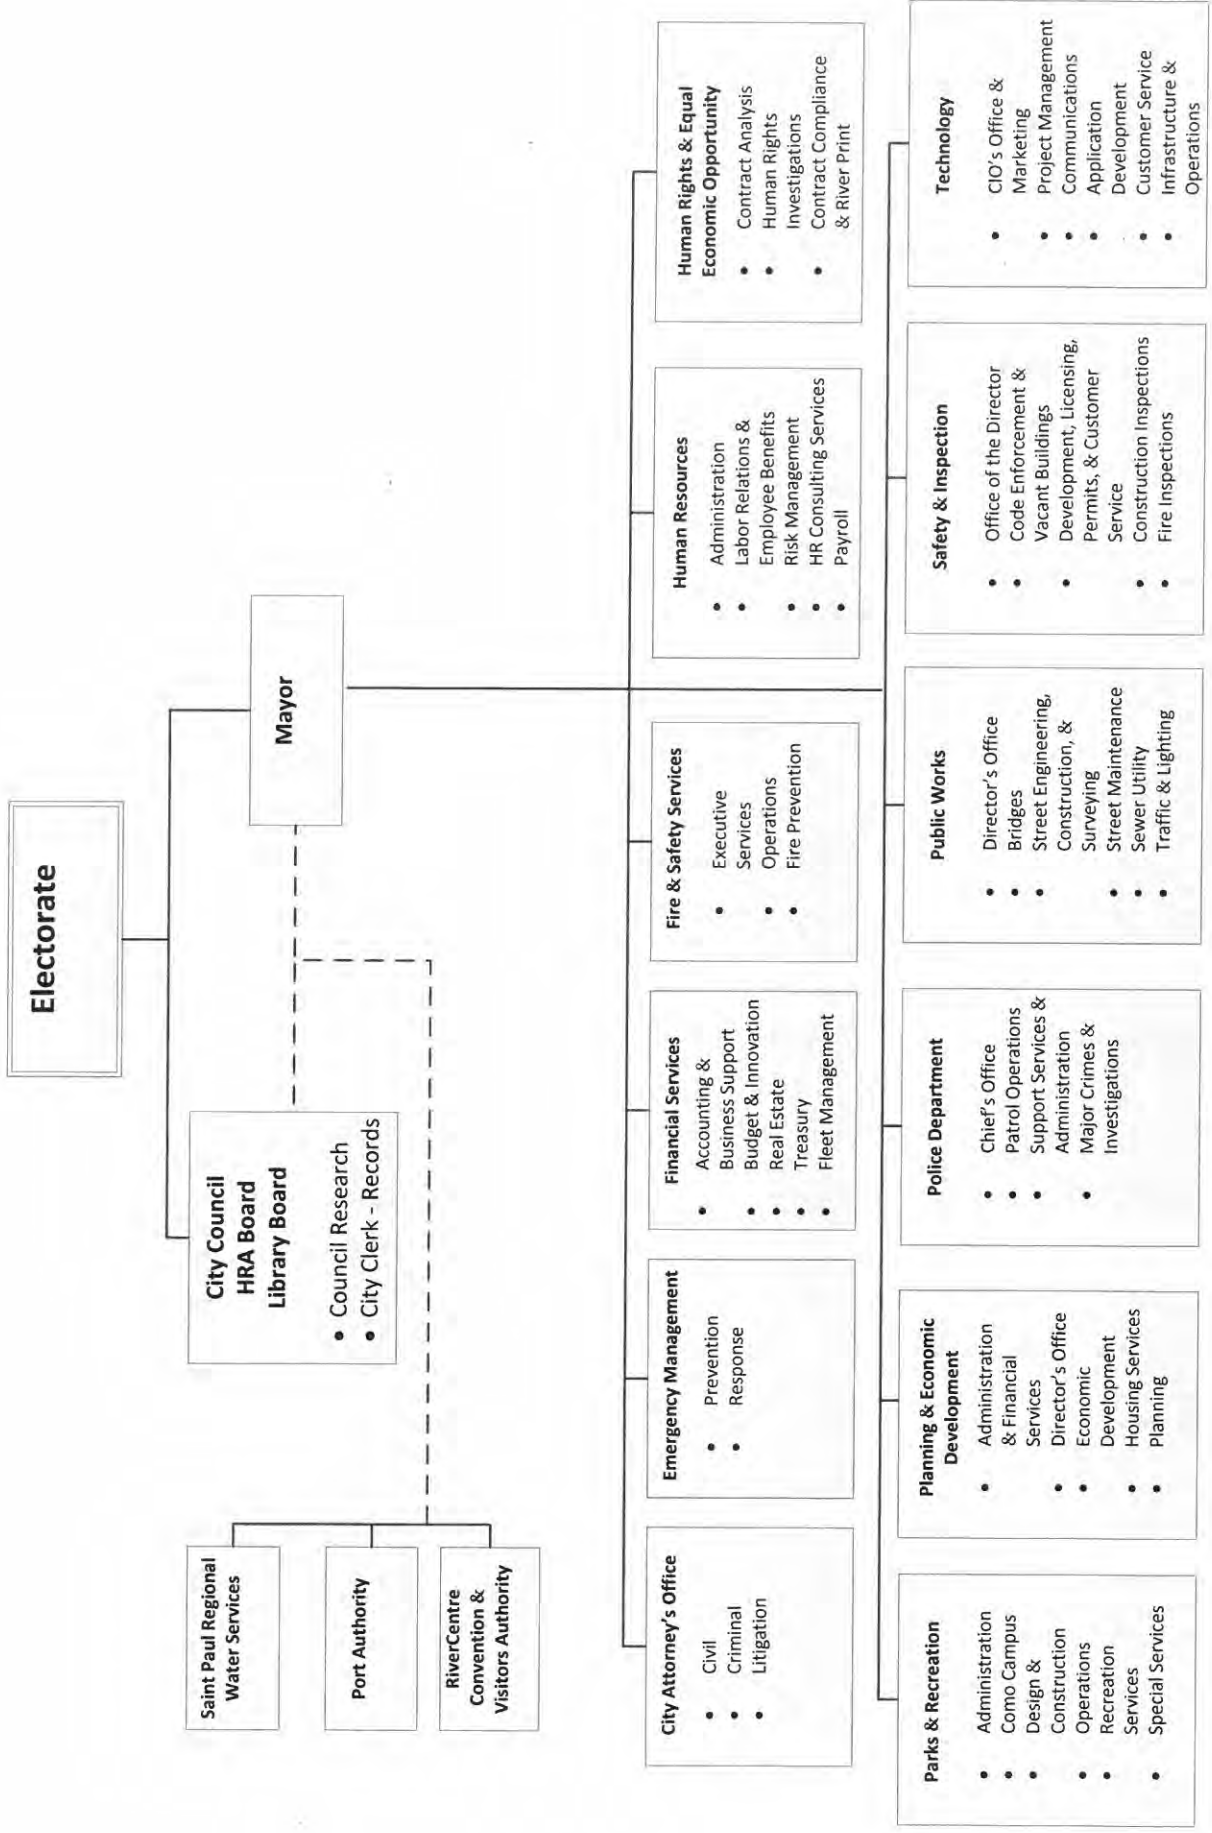 Electorate
City Council
HRA Board
Library Board
• Council Research
• City Clerk - Records
Mayor
Saint Paul Regional
Water Services
Port Authority
RiverCentre
Convention &
Visitors Authority
City Attorney's Office
• Civil
• Criminal
• Litigation
Emergency Management
• Prevention
• Response
Financial Services
• Accounting &
Business Support
• Budget & Innovation
• Real Estate
• Treasury
• Fleet Management
Fire & Safety Services
• Executive
Services
• Operations
• Fire Prevention
Human Resources
• Administration
• Labor Relations &
Employee Benefits
• Risk Management
• HR Consulting Services
• Payroll
Human Rights & Equal
Economic Opportunity
• Contract Analysis
• Human Rights
Investigations
• Contract Compliance
& River Print
Parks & Recreation
• Administration
• Como Campus
• Design &
Construction
• Operations
• Recreation
Services
• Special Services
Planning & Economic
Development
• Administration
& Financial
Services
• Director's Office
• Economic
Development
• Housing Services
• Planning
Police Department
• Chief's Office
• Patrol Operations
• Support Services &
Administration
• Major Crimes &
Investigations
Public Works
• Director's Office
• Bridges
• Street Engineering,
Construction, &
Surveying
• Street Maintenance
• Sewer Utility
• Traffic & Lighting
Safety & Inspection
• Office of the Director
• Code Enforcement &
Vacant Buildings
• Development, Licensing,
Permits, & Customer
Service
• Construction Inspections
• Fire Inspections
Technology
• CIO's Office &
Marketing
• Project Management
• Communications
• Application
Development
• Customer Service
• Infrastructure &
Operations